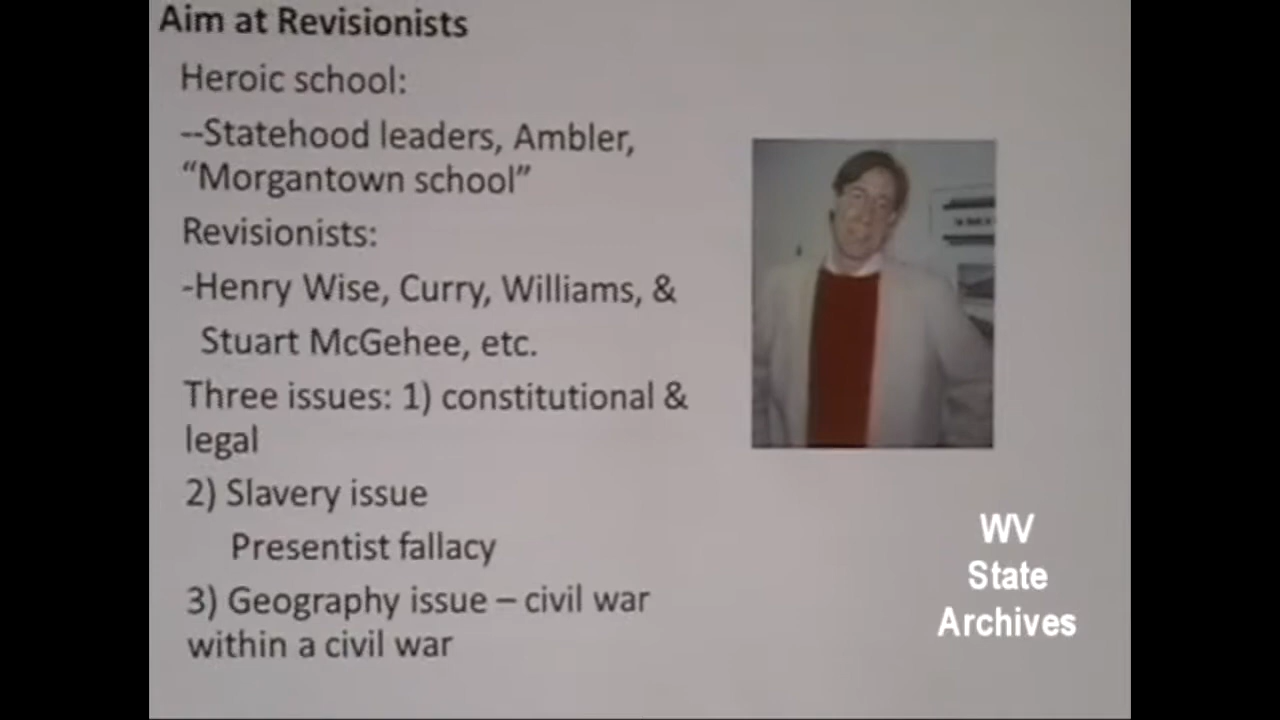 Aim at Revisionists
Heroic school:
--Statehood leaders, Ambler,
“Morgantown school”
Revisionists:
-Henry Wise, Curry, Williams, &
Stuart McGehee, etc.
Three issues: 1) constitutional &
legal
2) Slavery issue
Presentist fallacy
3) Geography issue – civil war
within a civil war
WV
State
Archives